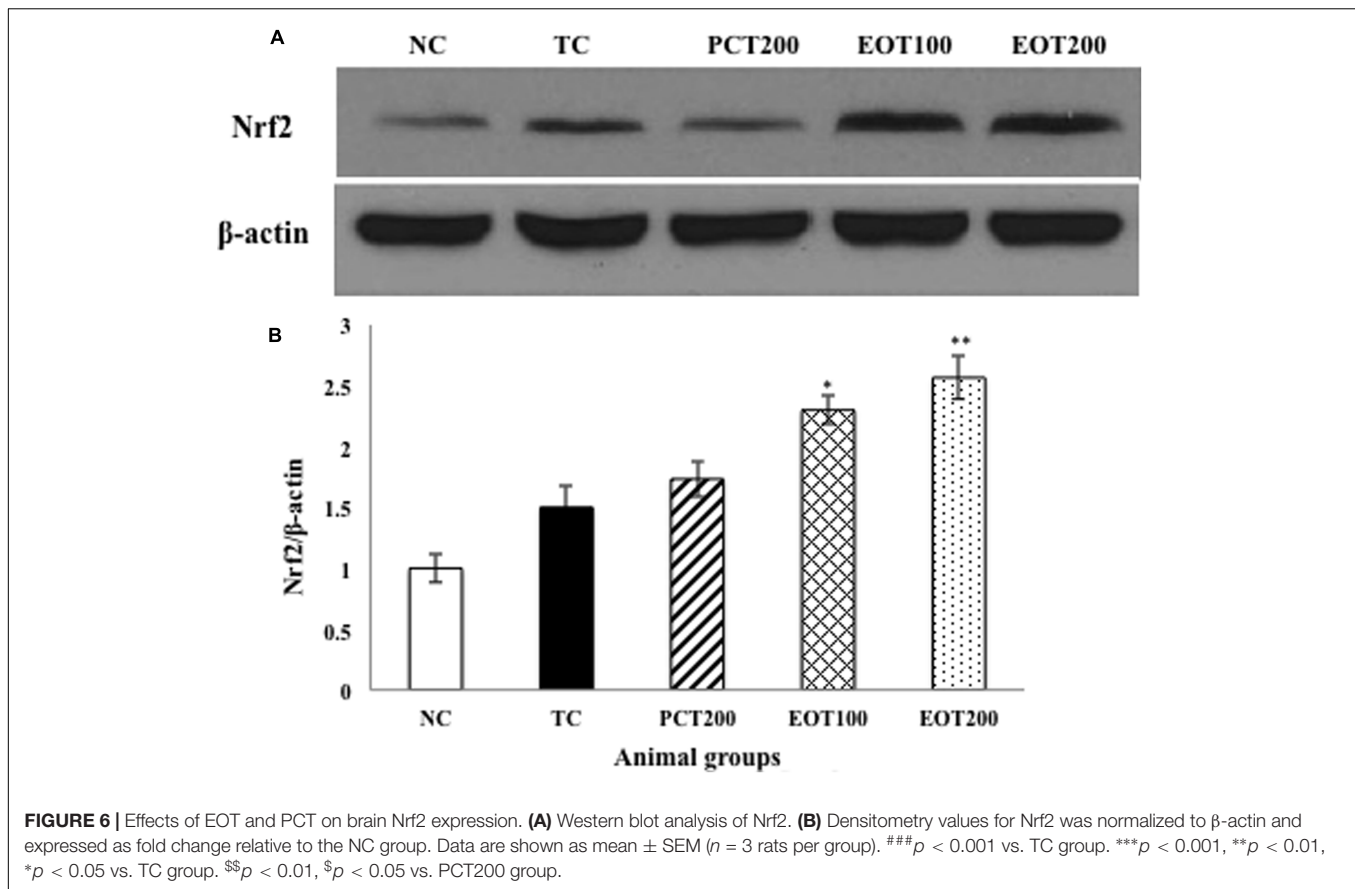 A
NC TC PCT200 EOT100 EOT200
Nrf2
β-actin
B
3
2.5
2
1.5
1
0.5
0
Nrf2/β-actin
*
**
NC TC PCT200 EOT100 EOT200
Animal groups
FIGURE 6 | Effects of EOT and PCT on brain Nrf2 expression. (A) Western blot analysis of Nrf2. (B) Densitometry values for Nrf2 was normalized to β-actin and
expressed as fold change relative to the NC group. Data are shown as mean ± SEM (n = 3 rats per group). ###p < 0.001 vs. TC group. ***p < 0.001, **p < 0.01,
*p < 0.05 vs. TC group. $$p < 0.01, $p < 0.05 vs. PCT200 group.